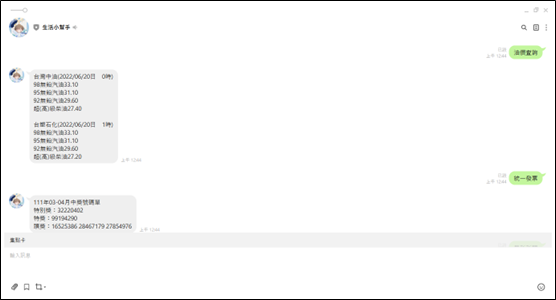 生活小幫手
已讀
上午 12:44
油價查詢
台灣中油(2022/06/20日 0時)
98無鉛汽油33.10
95無鉛汽油31.10
92無鉛汽油29.60
超(高)級柴油27.40
台塑石化(2022/06/20日 1時)
98無鉛汽油33.10
95無鉛汽油31.10
92無鉛汽油29.60
超(高)級柴油27.20
上午 12:44
已讀
上午 12:44
統一發票
111年03-04月中獎號碼單
特別獎：32220402
特獎：99194290
頭獎：16525386 28467179 27854976
上午 12:44
輸入訊息